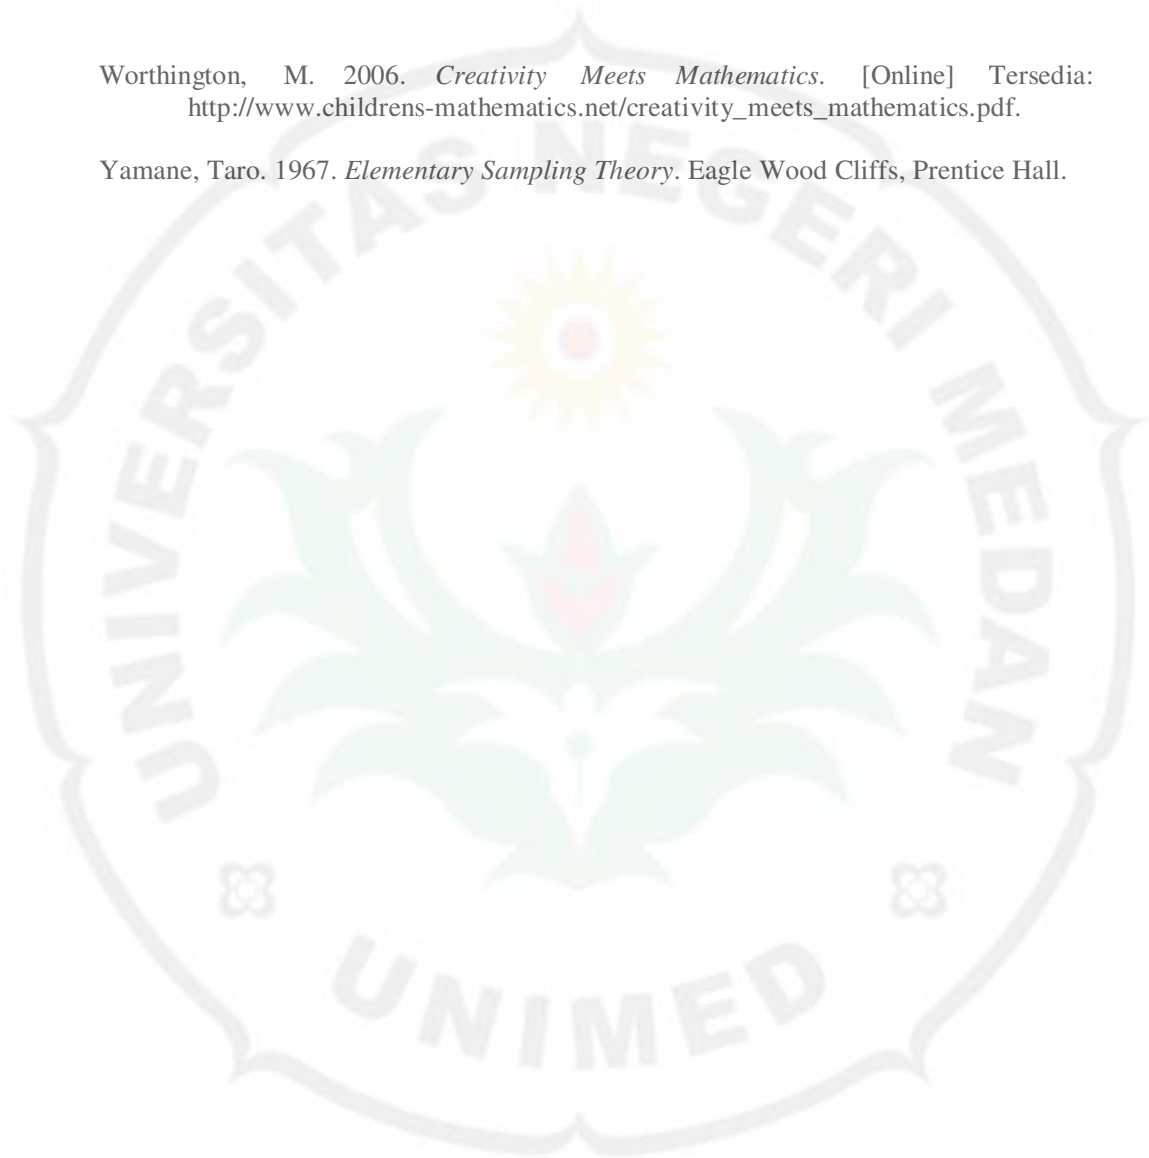 Worthington, M. 2006. Creativity Meets Mathematics. [Online] Tersedia:
http://www.childrens-mathematics.net/creativity_meets_mathematics.pdf.
Yamane, Taro. 1967. Elementary Sampling Theory. Eagle Wood Cliffs, Prentice Hall.
UNIVERSITAS NEGERI MEDAN
UNIMED